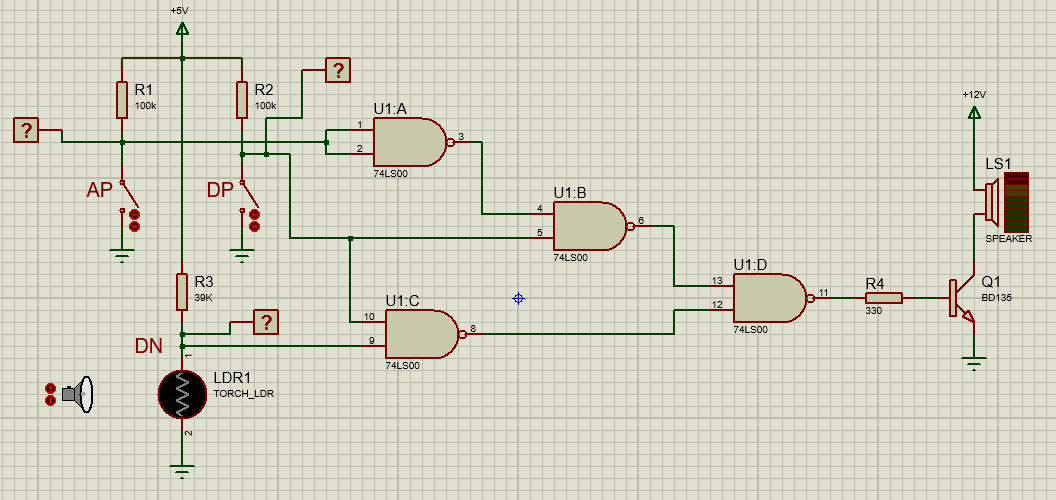 +5V
R1
100k
R2
100k
?
?
AP
DP
U1:A
1
2
3
74LS00
U1:B
4
5
6
74LS00
+12V
LS1
SPEAKER
R3
39K
?
DN
U1:C
10
9
8
74LS00
U1:D
13
12
11
74LS00
R4
330
Q1
BD135
1
LDR1
TORCH_LDR
2